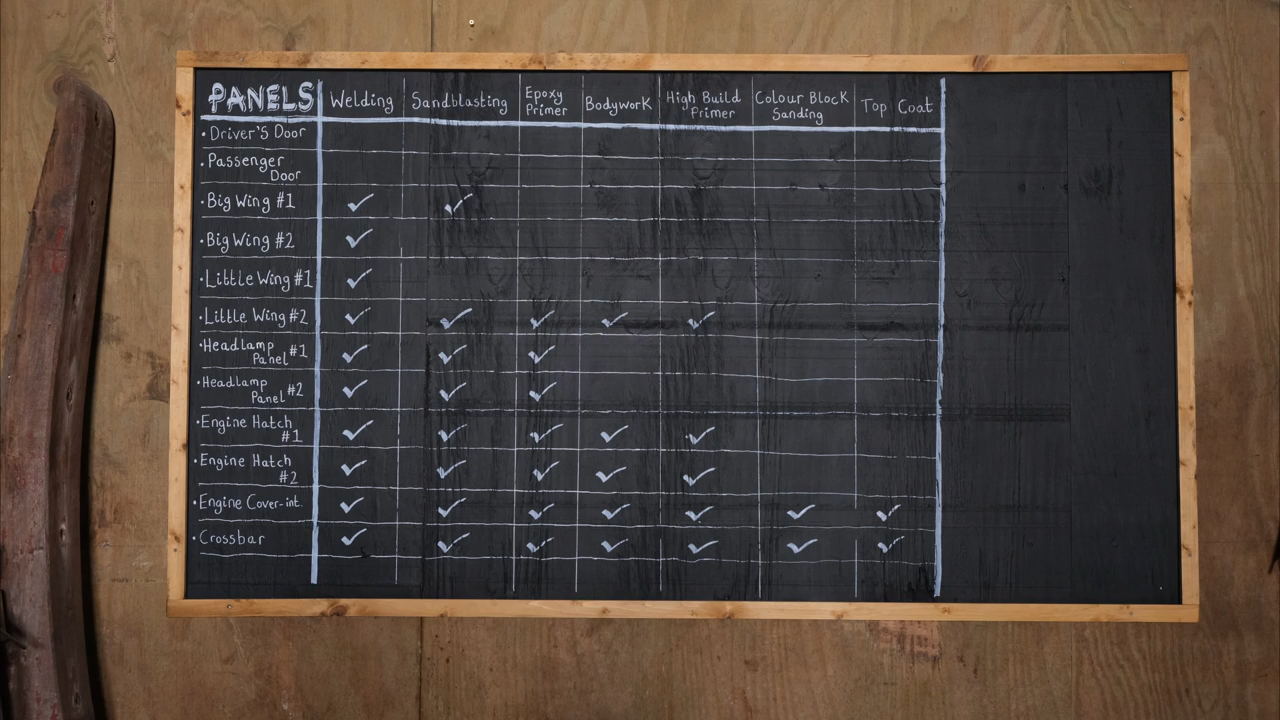 PANELS Welding Sandblasting Epoxy Primer Bodywork High Build Primer Colour Block Sanding Top Coat
• Driver's Door
• Passenger
Door
• Big Wing #1 ✓ ✓
• Big Wing #2 ✓
• Little Wing #1 ✓
• Little Wing #2 ✓ ✓ ✓ ✓ ✓
• Headlamp
Panel #1 ✓ ✓ ✓
• Headlamp
Panel #2 ✓ ✓ ✓
• Engine Hatch
#1 ✓ ✓ ✓ ✓ ✓
• Engine Hatch
#2 ✓ ✓ ✓ ✓ ✓
• Engine Cover-int. ✓ ✓ ✓ ✓ ✓ ✓ ✓
• Crossbar ✓ ✓ ✓ ✓ ✓ ✓ ✓